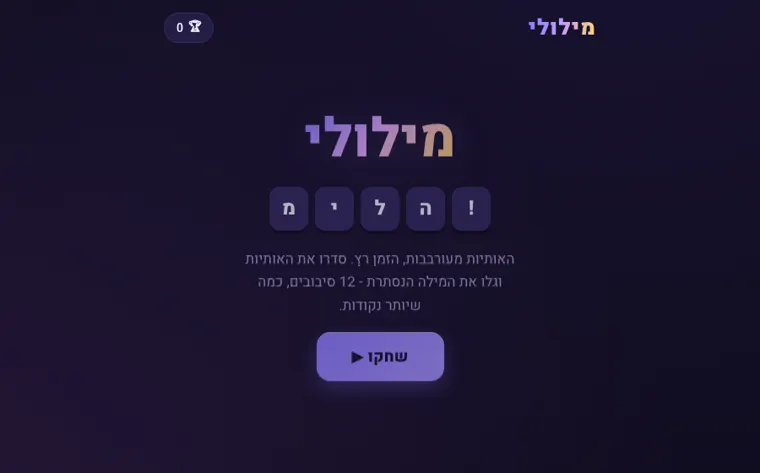 מילולי
🏆 0
מילולי
! ה ל י מ
האותיות מעורבבות, הזמן רץ. סדרו את האותיות
וגלו את המילה הנסתרת - 12 סיבובים, כמה
שיותר נקודות.
שחקו ▶